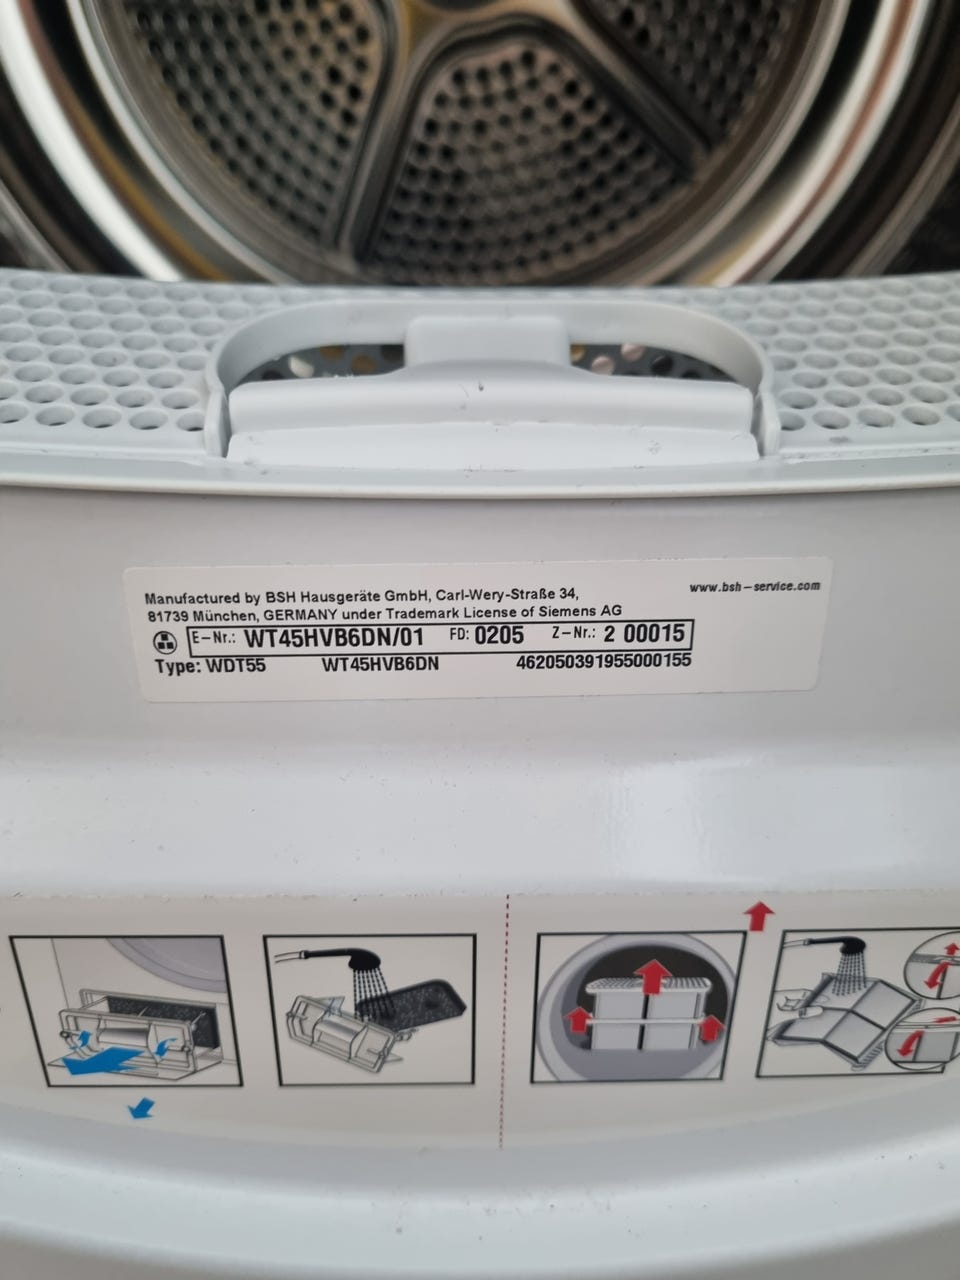 Manufactured by BSH Hausgeräte GmbH, Carl-Wery-Straße 34,
81739 München, GERMANY under Trademark License of Siemens AG
www.bsh-service.com
E-Nr.: WT45HVB6DN/01 FD: 0205 Z-Nr.: 2 00015
Type: WDT55 WT45HVB6DN 462050391955000155